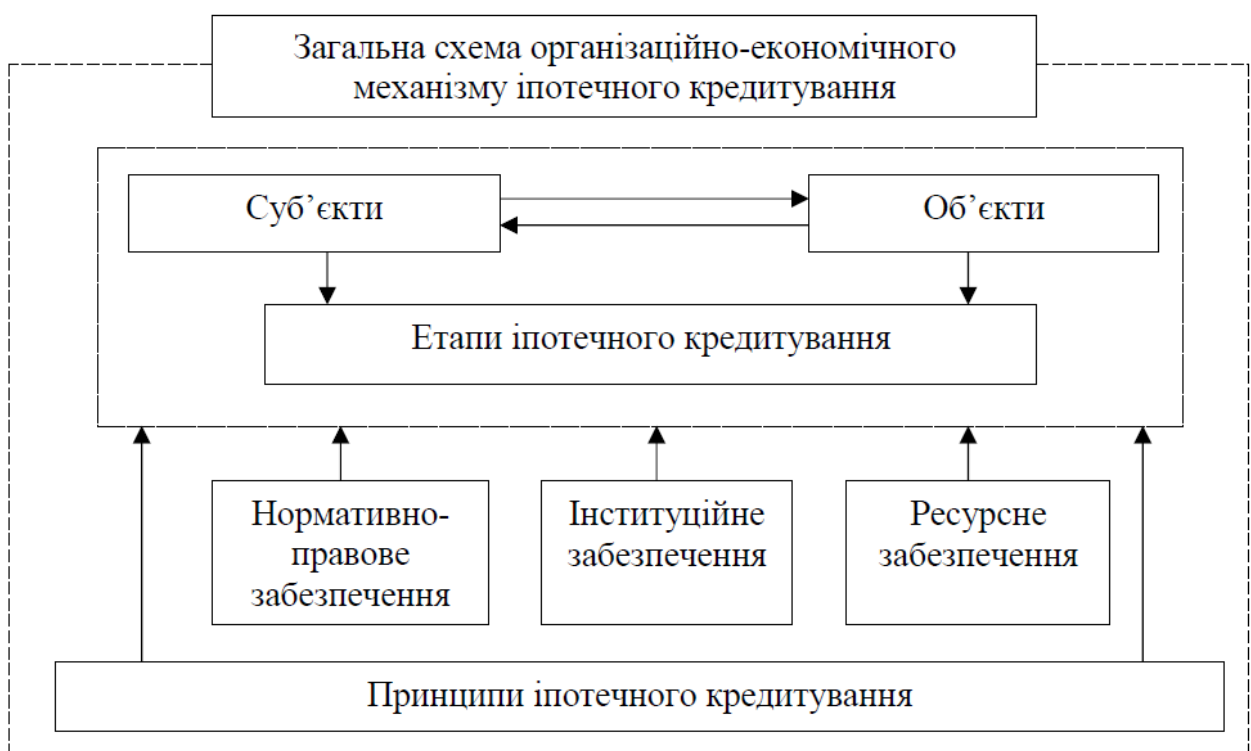 Загальна схема організаційно-економічного
механізму іпотечного кредитування
Суб’єкти
Об’єкти
Етапи іпотечного кредитування
Нормативно-
правове
забезпечення
Інституційне
забезпечення
Ресурсне
забезпечення
Принципи іпотечного кредитування